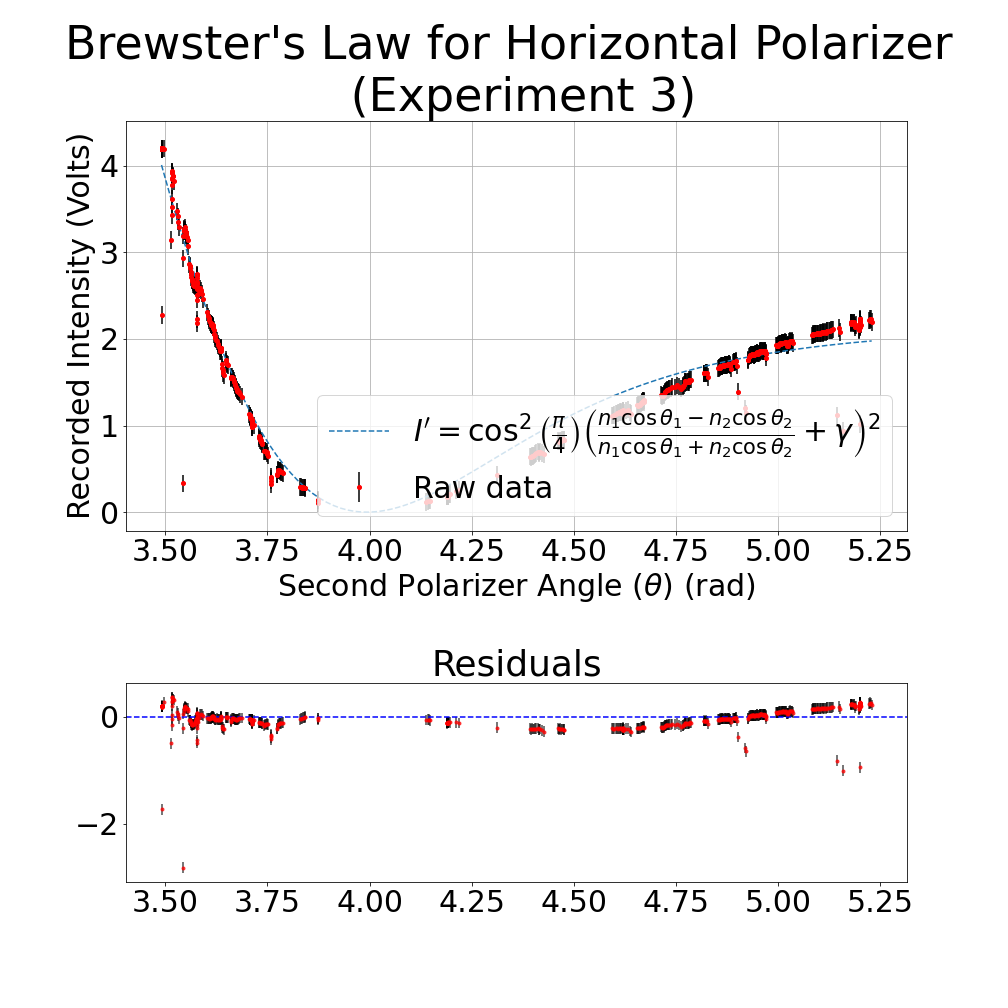 Brewster's Law for Horizontal Polarizer
(Experiment 3)
Recorded Intensity (Volts)
4
3
2
1
0
I′ = cos² (π/4) (n₁cos θ₁ − n₂cos θ₂ / n₁cos θ₁ + n₂cos θ₂ + γ)²
Raw data
3.50 3.75 4.00 4.25 4.50 4.75 5.00 5.25
Second Polarizer Angle (θ) (rad)
Residuals
0
−2
3.50 3.75 4.00 4.25 4.50 4.75 5.00 5.25